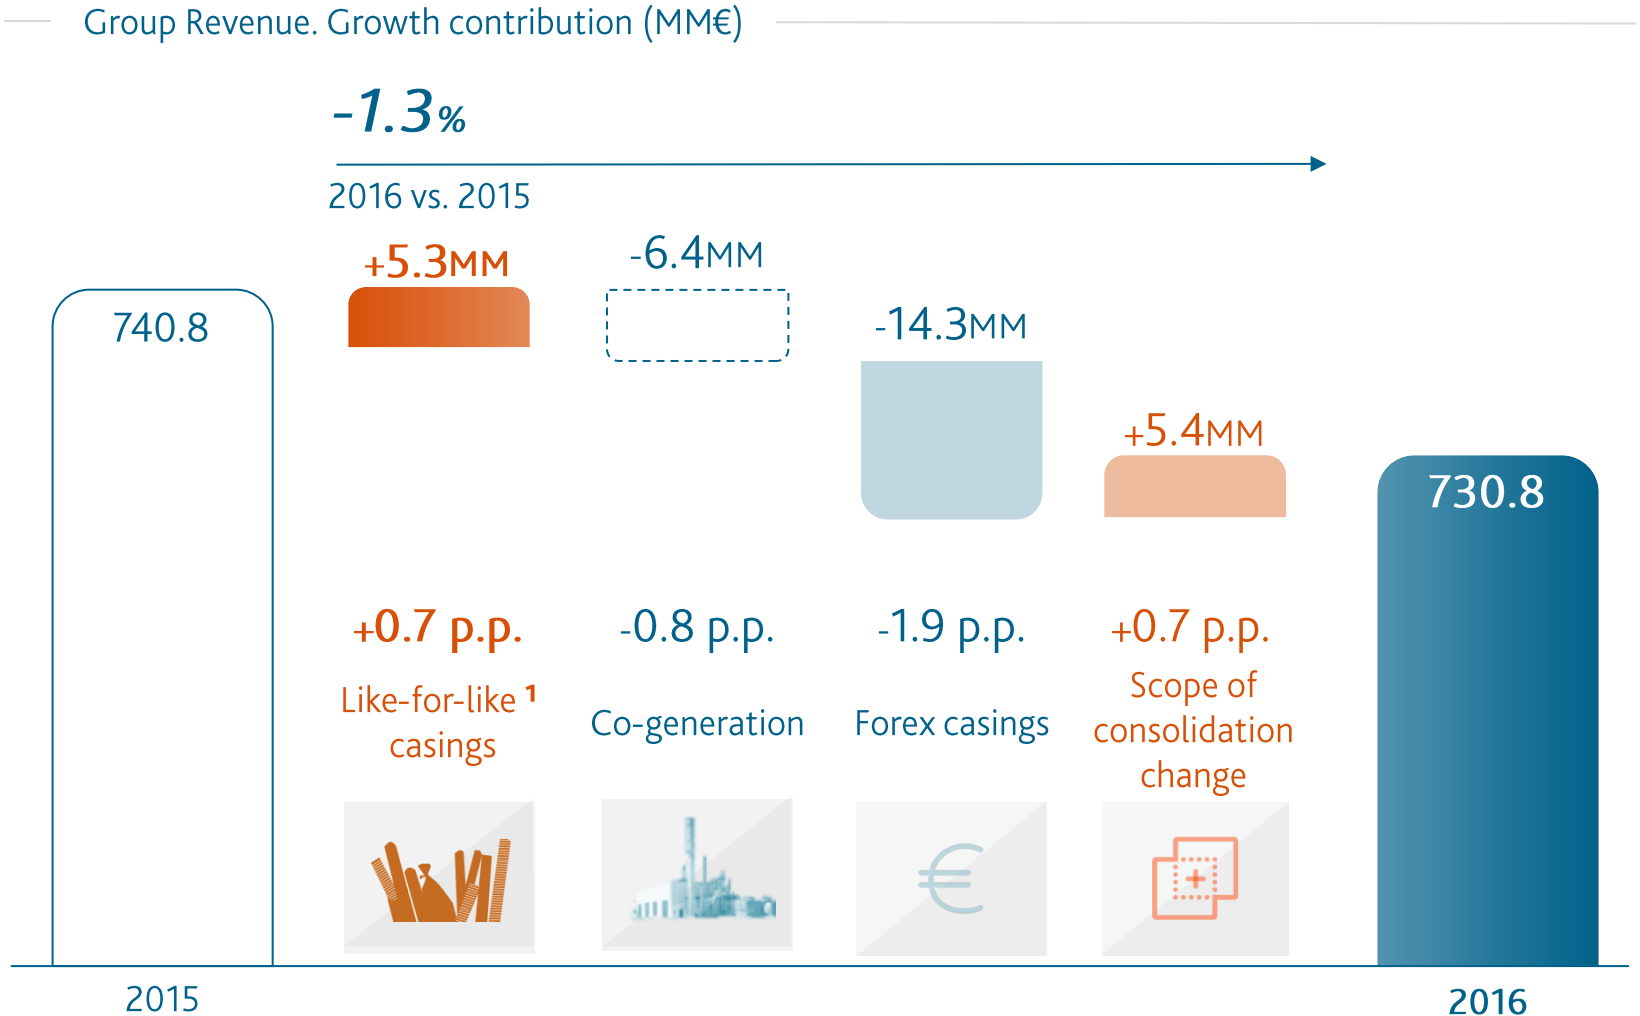 Group Revenue. Growth contribution (MM€)
-1.3%
2016 vs. 2015
+5.3MM
-6.4MM
740.8
-14.3MM
+5.4MM
730.8
+0.7 p.p.
-0.8 p.p.
-1.9 p.p.
+0.7 p.p.
Like-for-like 1
casings
Co-generation
Forex casings
Scope of
consolidation
change
2015
2016